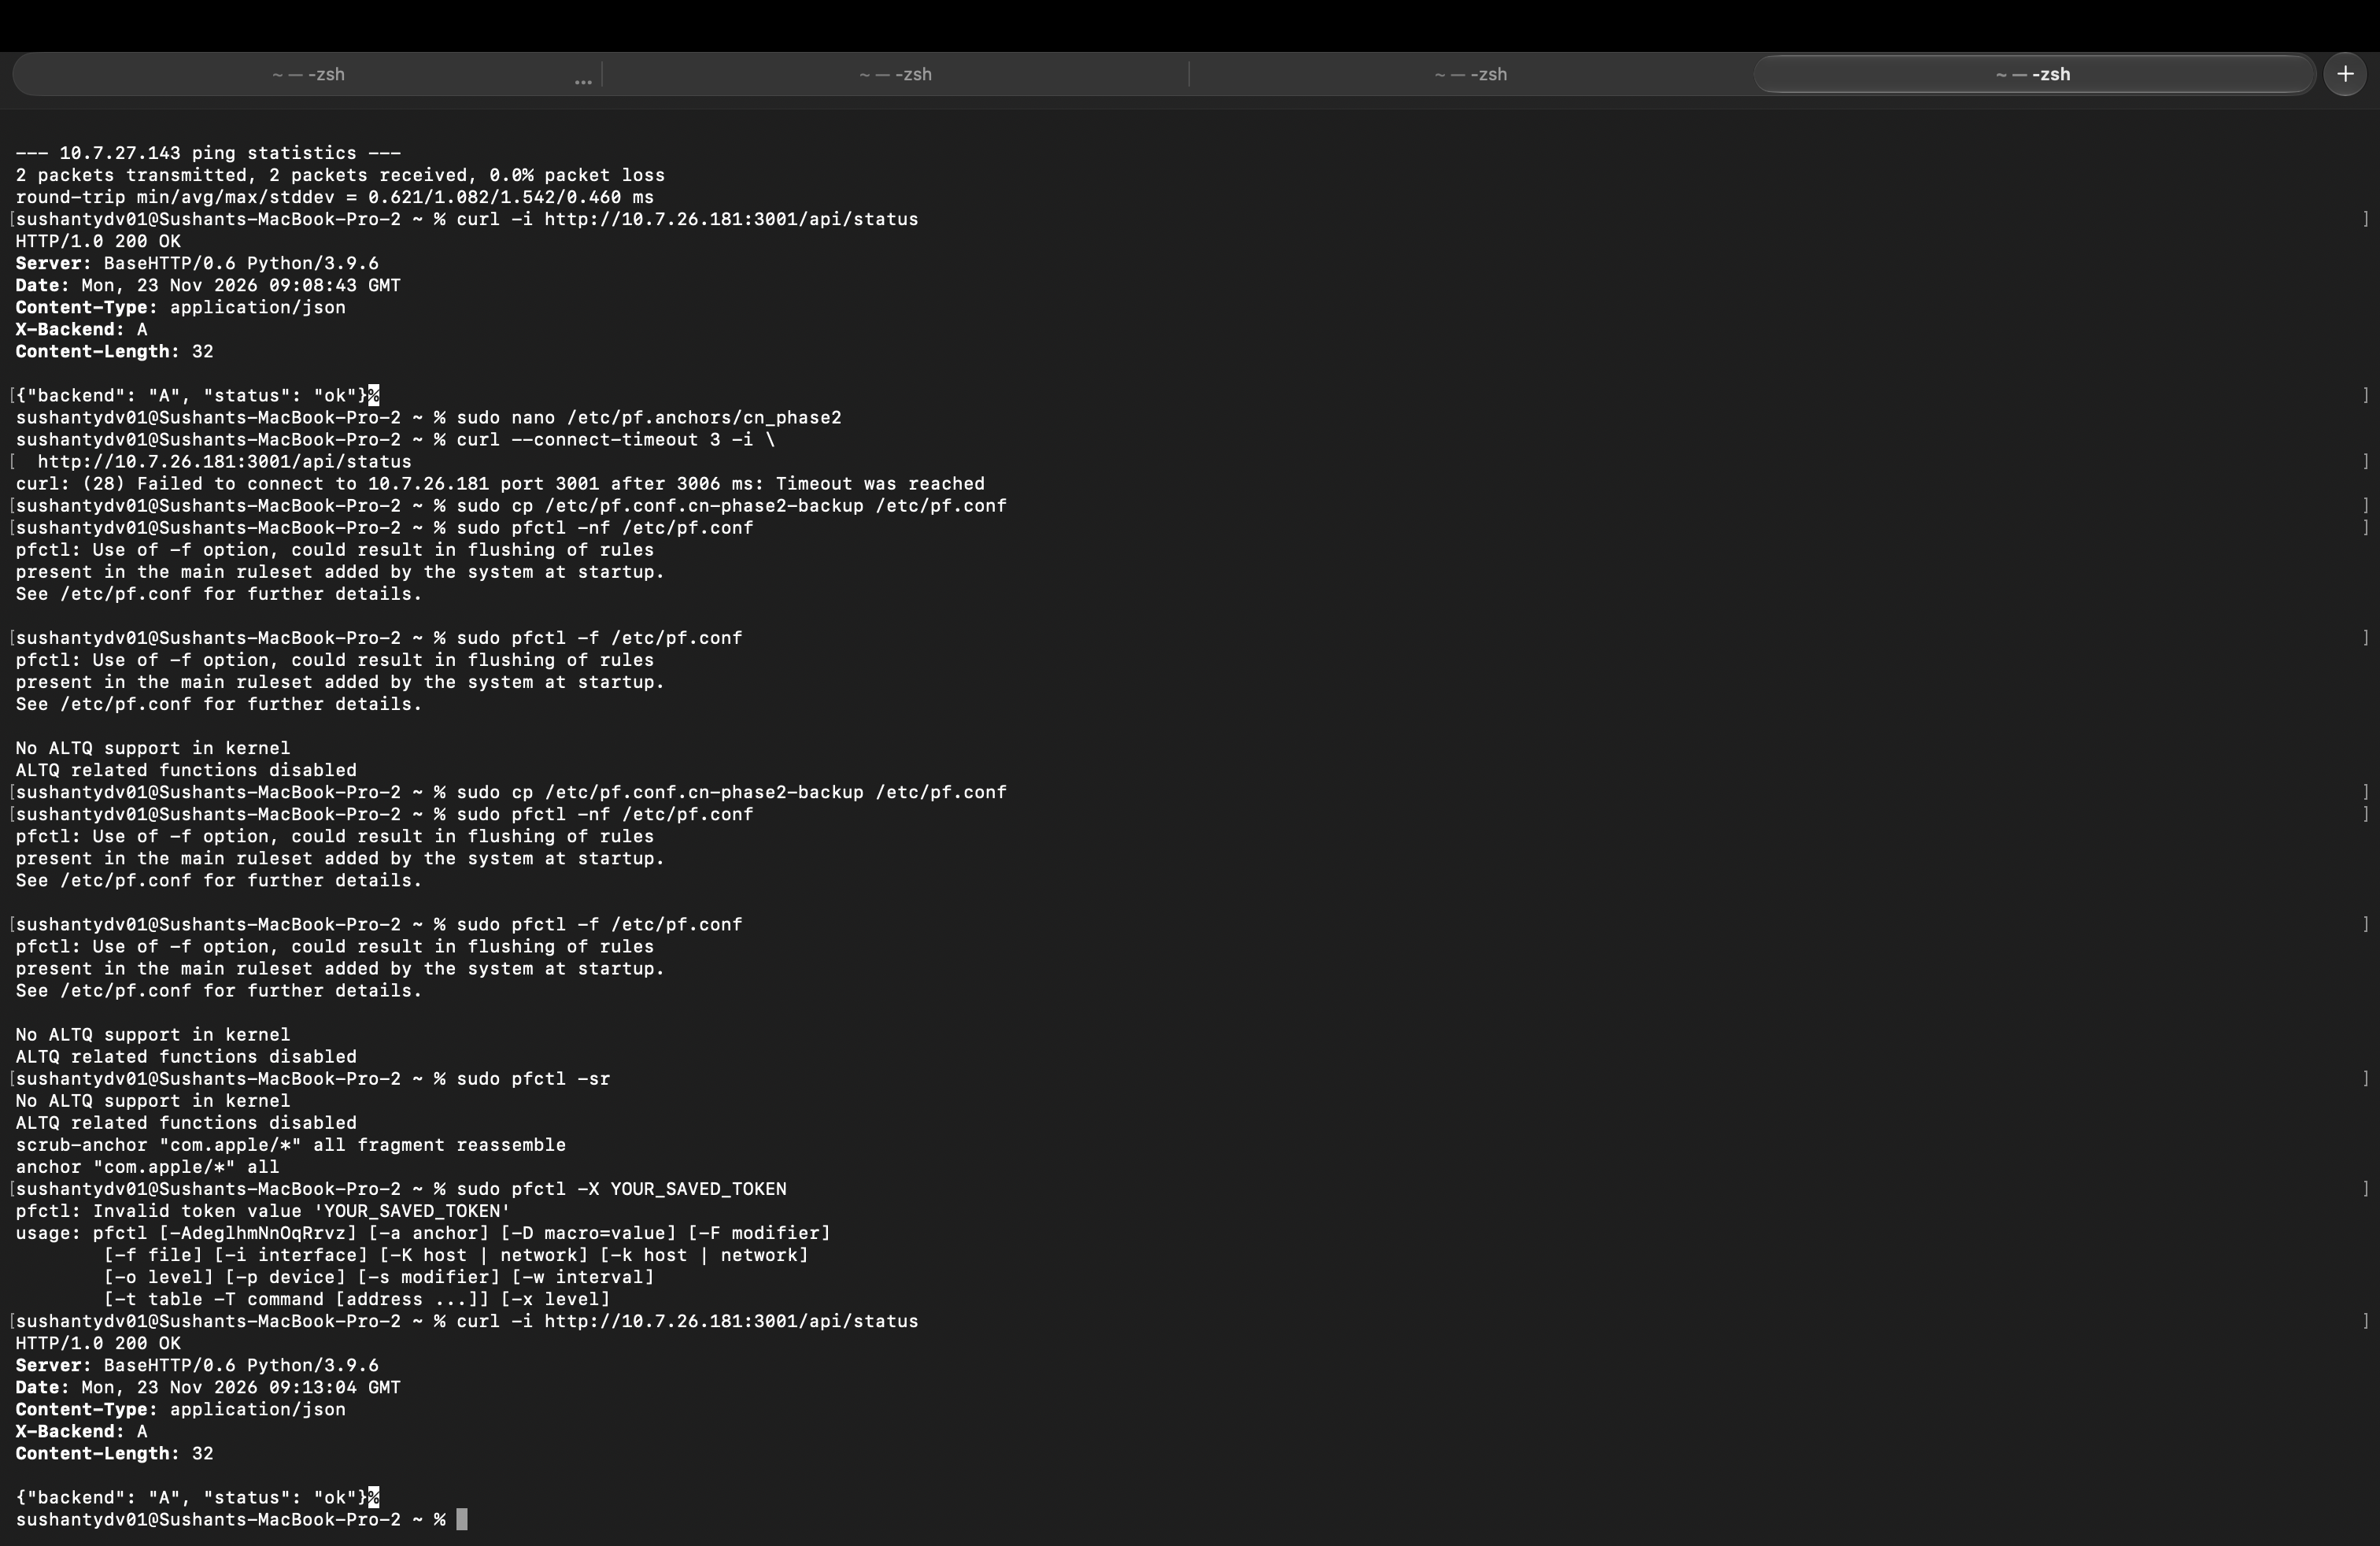 ~ — -zsh
...
~ — -zsh
~ — -zsh
~ — -zsh
+
--- 10.7.27.143 ping statistics ---
2 packets transmitted, 2 packets received, 0.0% packet loss
round-trip min/avg/max/stddev = 0.621/1.082/1.542/0.460 ms
[sushantydv01@Sushants-MacBook-Pro-2 ~ % curl -i http://10.7.26.181:3001/api/status ]
HTTP/1.0 200 OK
Server: BaseHTTP/0.6 Python/3.9.6
Date: Mon, 23 Nov 2026 09:08:43 GMT
Content-Type: application/json
X-Backend: A
Content-Length: 32
[{"backend": "A", "status": "ok"}% ]
sushantydv01@Sushants-MacBook-Pro-2 ~ % sudo nano /etc/pf.anchors/cn_phase2
sushantydv01@Sushants-MacBook-Pro-2 ~ % curl --connect-timeout 3 -i \
[  http://10.7.26.181:3001/api/status ]
curl: (28) Failed to connect to 10.7.26.181 port 3001 after 3006 ms: Timeout was reached
[sushantydv01@Sushants-MacBook-Pro-2 ~ % sudo cp /etc/pf.conf.cn-phase2-backup /etc/pf.conf ]
[sushantydv01@Sushants-MacBook-Pro-2 ~ % sudo pfctl -nf /etc/pf.conf ]
pfctl: Use of -f option, could result in flushing of rules
present in the main ruleset added by the system at startup.
See /etc/pf.conf for further details.
[sushantydv01@Sushants-MacBook-Pro-2 ~ % sudo pfctl -f /etc/pf.conf ]
pfctl: Use of -f option, could result in flushing of rules
present in the main ruleset added by the system at startup.
See /etc/pf.conf for further details.
No ALTQ support in kernel
ALTQ related functions disabled
[sushantydv01@Sushants-MacBook-Pro-2 ~ % sudo cp /etc/pf.conf.cn-phase2-backup /etc/pf.conf ]
[sushantydv01@Sushants-MacBook-Pro-2 ~ % sudo pfctl -nf /etc/pf.conf ]
pfctl: Use of -f option, could result in flushing of rules
present in the main ruleset added by the system at startup.
See /etc/pf.conf for further details.
[sushantydv01@Sushants-MacBook-Pro-2 ~ % sudo pfctl -f /etc/pf.conf ]
pfctl: Use of -f option, could result in flushing of rules
present in the main ruleset added by the system at startup.
See /etc/pf.conf for further details.
No ALTQ support in kernel
ALTQ related functions disabled
[sushantydv01@Sushants-MacBook-Pro-2 ~ % sudo pfctl -sr ]
No ALTQ support in kernel
ALTQ related functions disabled
scrub-anchor "com.apple/*" all fragment reassemble
anchor "com.apple/*" all
[sushantydv01@Sushants-MacBook-Pro-2 ~ % sudo pfctl -X YOUR_SAVED_TOKEN ]
pfctl: Invalid token value 'YOUR_SAVED_TOKEN'
usage: pfctl [-AdeglhmNnOqRrvz] [-a anchor] [-D macro=value] [-F modifier]
        [-f file] [-i interface] [-K host | network] [-k host | network]
        [-o level] [-p device] [-s modifier] [-w interval]
        [-t table -T command [address ...]] [-x level]
[sushantydv01@Sushants-MacBook-Pro-2 ~ % curl -i http://10.7.26.181:3001/api/status ]
HTTP/1.0 200 OK
Server: BaseHTTP/0.6 Python/3.9.6
Date: Mon, 23 Nov 2026 09:13:04 GMT
Content-Type: application/json
X-Backend: A
Content-Length: 32
{"backend": "A", "status": "ok"}%
sushantydv01@Sushants-MacBook-Pro-2 ~ %